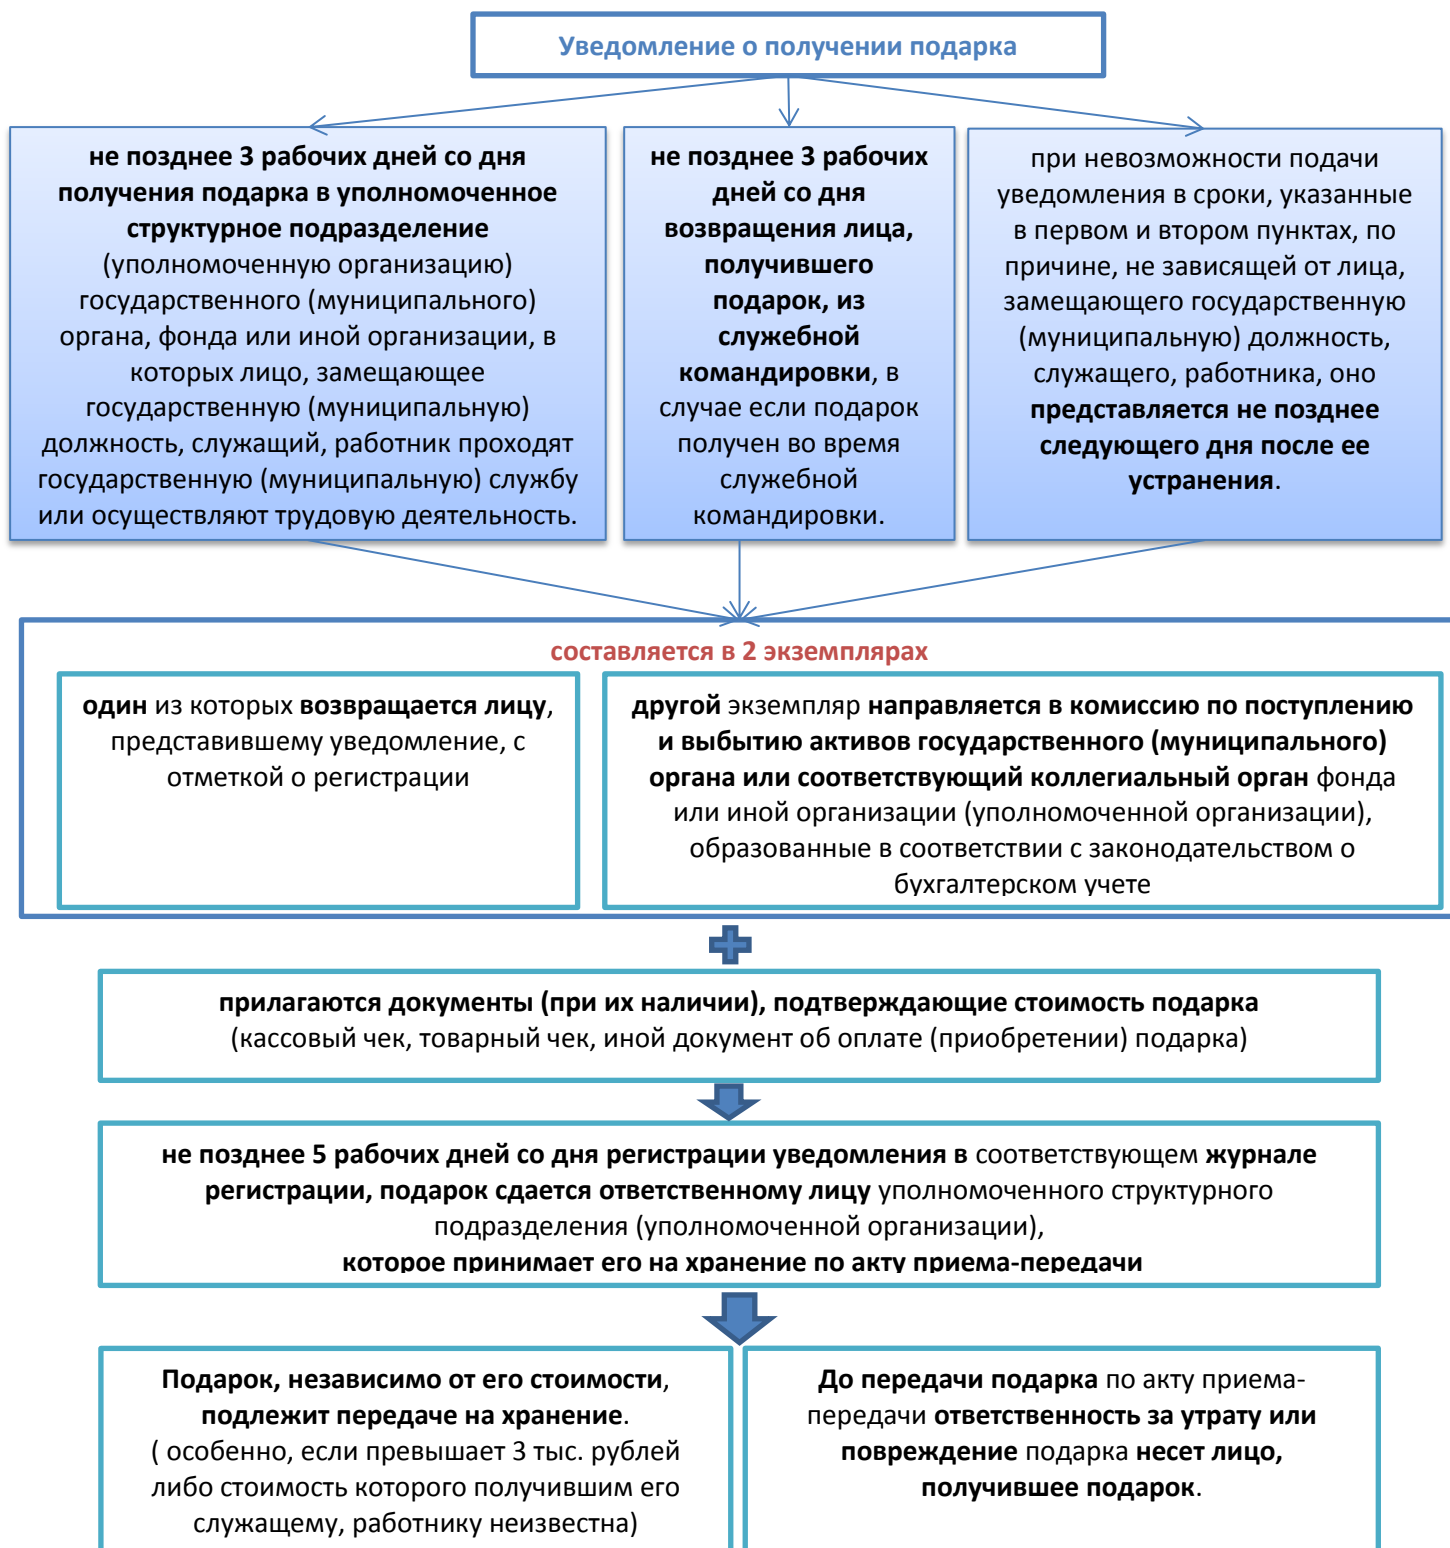 Уведомление о получении подарка
не позднее 3 рабочих дней со дня
получения подарка в уполномоченное
структурное подразделение
(уполномоченную организацию)
государственного (муниципального)
органа, фонда или иной организации, в
которых лицо, замещающее
государственную (муниципальную)
должность, служащий, работник проходят
государственную (муниципальную) службу
или осуществляют трудовую деятельность.
не позднее 3 рабочих
дней со дня
возвращения лица,
получившего
подарок, из
служебной
командировки, в
случае если подарок
получен во время
служебной
командировки.
при невозможности подачи
уведомления в сроки, указанные
в первом и втором пунктах, по
причине, не зависящей от лица,
замещающего государственную
(муниципальную) должность,
служащего, работника, оно
представляется не позднее
следующего дня после ее
устранения.
составляется в 2 экземплярах
один из которых возвращается лицу,
представившему уведомление, с
отметкой о регистрации
другой экземпляр направляется в комиссию по поступлению
и выбытию активов государственного (муниципального)
органа или соответствующий коллегиальный орган фонда
или иной организации (уполномоченной организации),
образованные в соответствии с законодательством о
бухгалтерском учете
прилагаются документы (при их наличии), подтверждающие стоимость подарка
(кассовый чек, товарный чек, иной документ об оплате (приобретении) подарка)
не позднее 5 рабочих дней со дня регистрации уведомления в соответствующем журнале
регистрации, подарок сдается ответственному лицу уполномоченного структурного
подразделения (уполномоченной организации),
которое принимает его на хранение по акту приема-передачи
Подарок, независимо от его стоимости,
подлежит передаче на хранение.
( особенно, если превышает 3 тыс. рублей
либо стоимость которого получившим его
служащему, работнику неизвестна)
До передачи подарка по акту приема-
передачи ответственность за утрату или
повреждение подарка несет лицо,
получившее подарок.